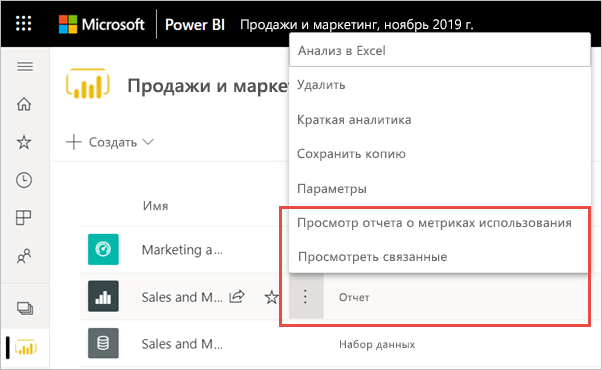 Microsoft Power BI Продажи и маркетинг, ноябрь 2019 г.
Анализ в Excel
Продажи и марке
Удалить
Краткая аналитика
Создать
Сохранить копию
Параметры
Имя
Просмотр отчета о метриках использования
Marketing a...
Просмотреть связанные
Sales and M... Отчет
Sales and M... Набор данных